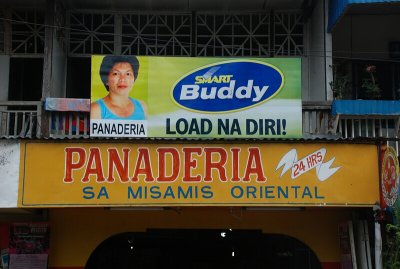 SMART
Buddy
PANADERIA
LOAD NA DIRI!
PANADERIA
24 HRS
SA MISAMIS ORIENTAL